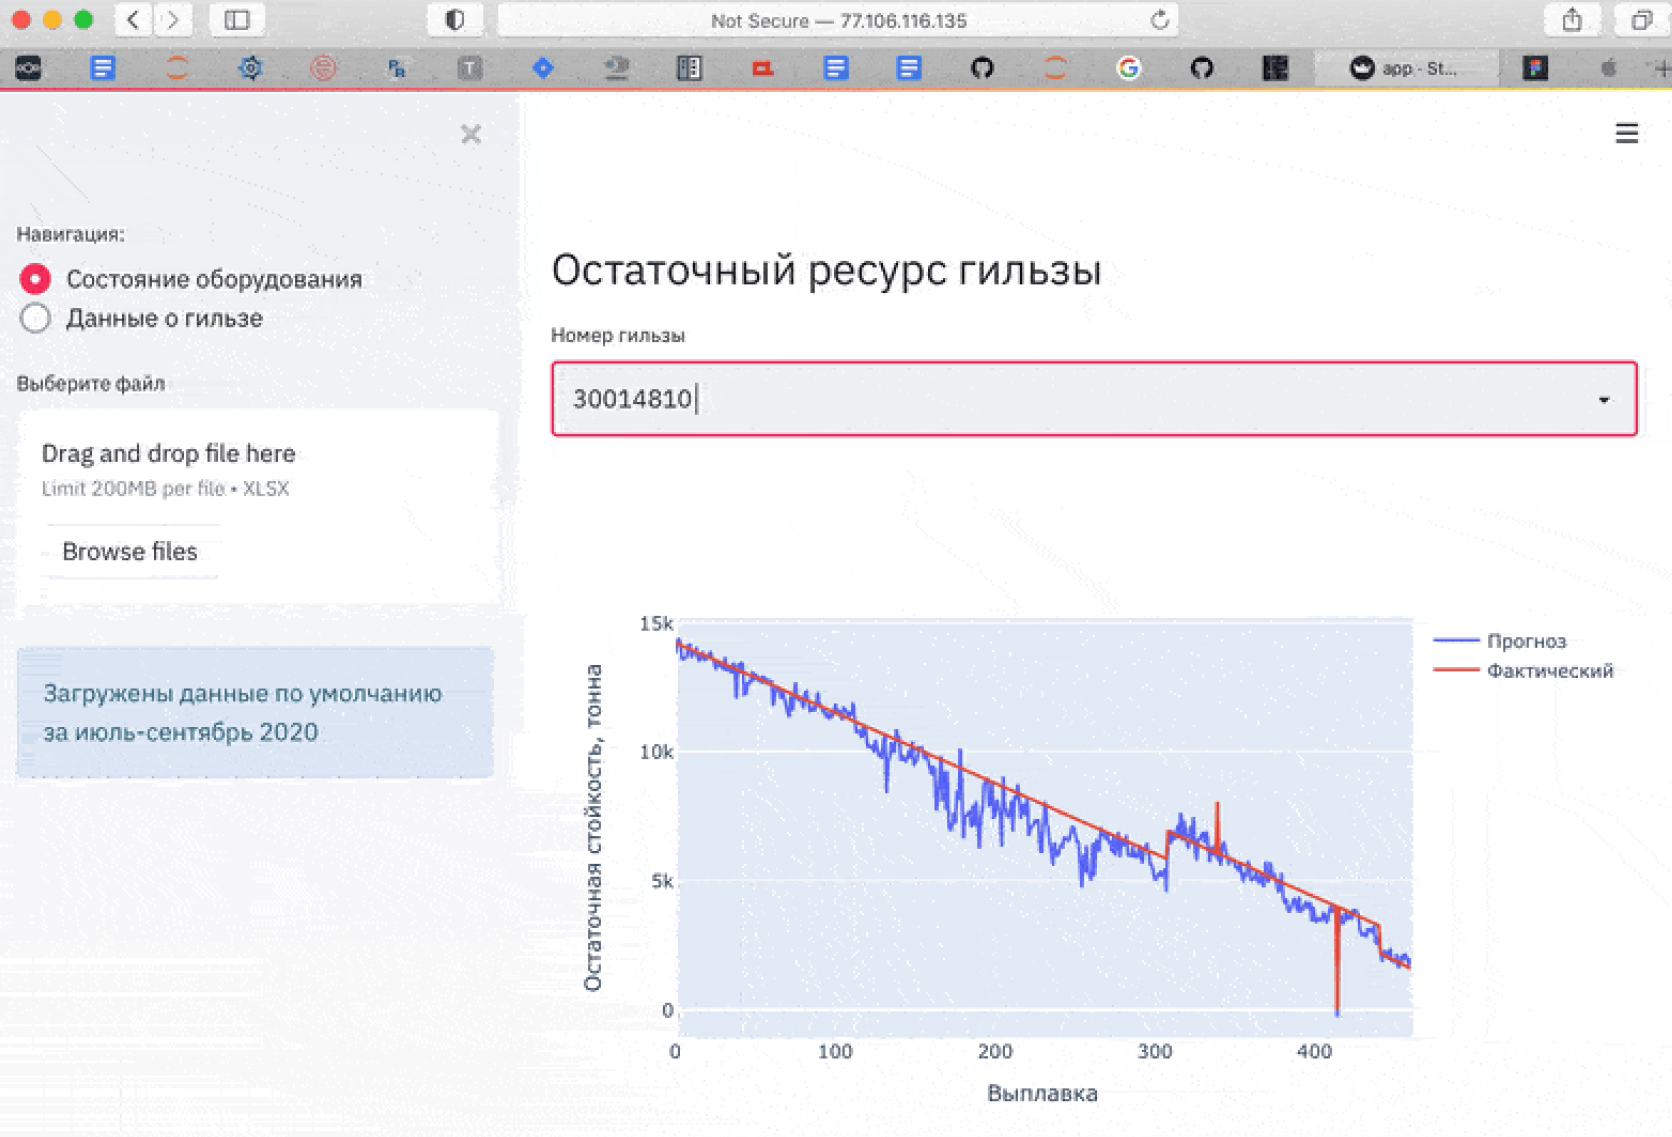 Not Secure — 77.106.116.135
app - St...
Навигация:
Состояние оборудования
Данные о гильзе
Выберите файл
Drag and drop file here
Limit 200MB per file • XLSX
Browse files
Загружены данные по умолчанию
за июль-сентябрь 2020
Остаточный ресурс гильзы
Номер гильзы
30014810
15k
10k
5k
0
Остаточная стойкость, тонна
0 100 200 300 400
Выплавка
Прогноз
Фактический